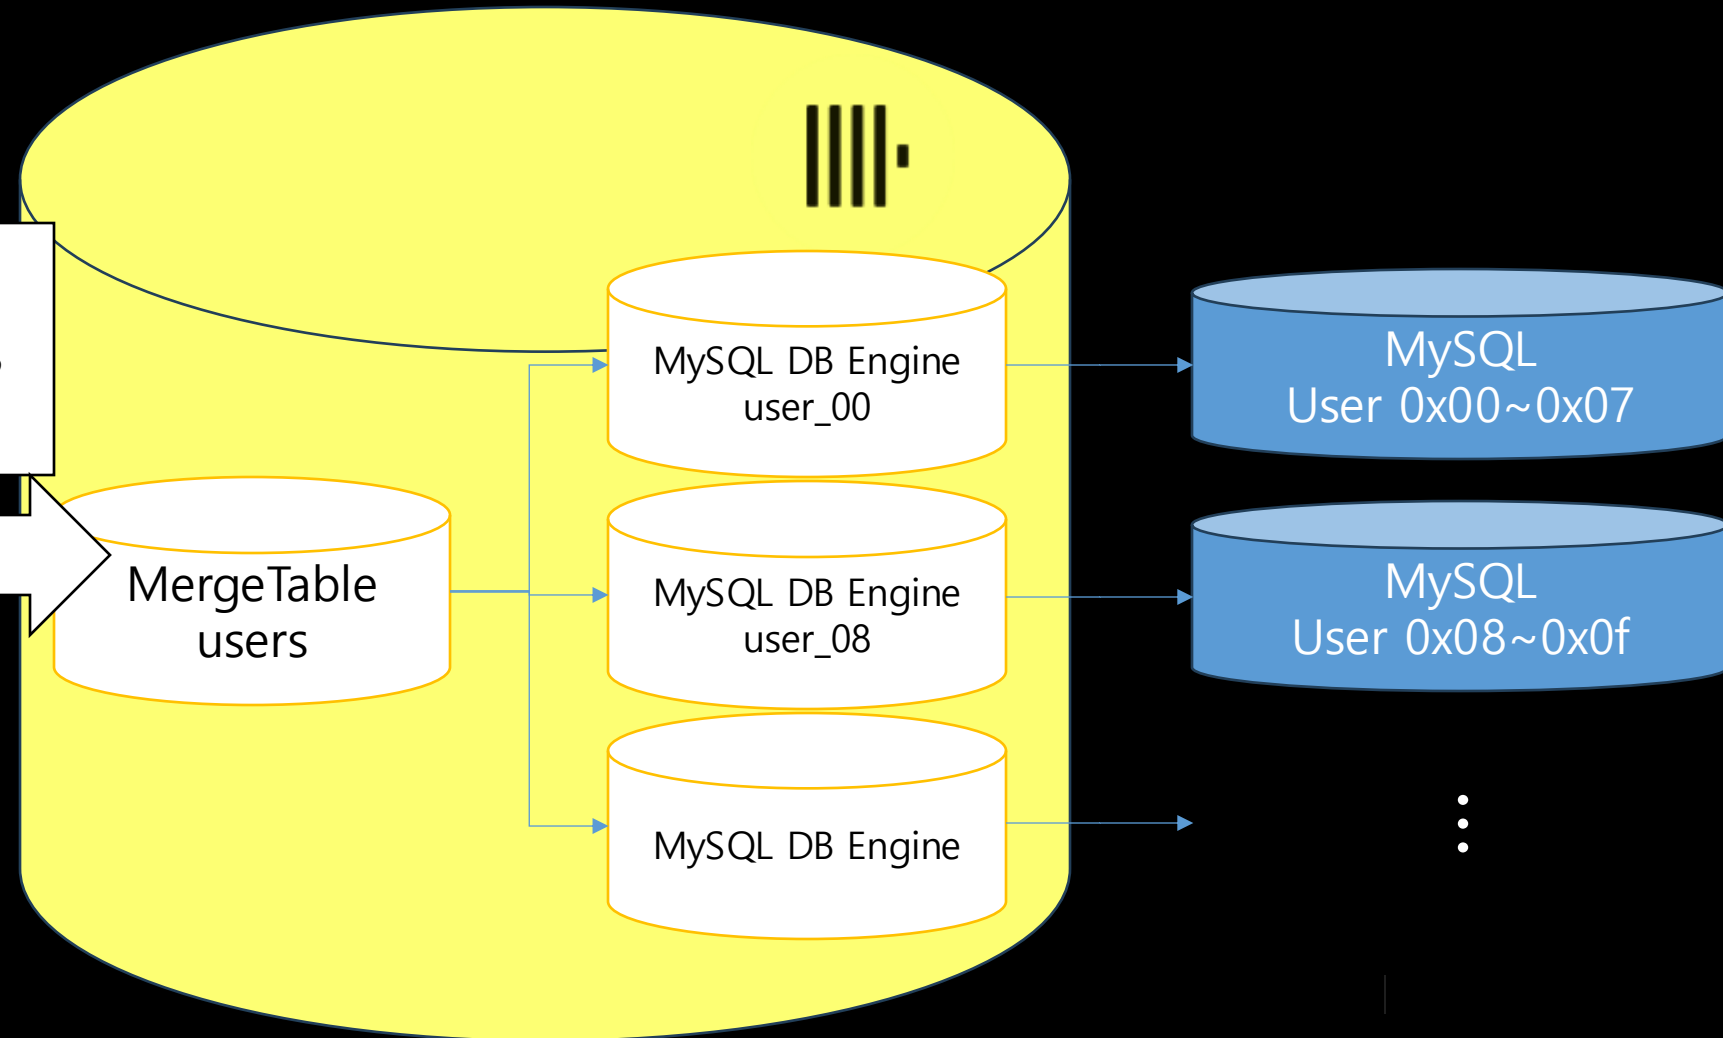 MySQL DB Engine
user_00
MySQL
User 0x00~0x07
MergeTable
users
MySQL DB Engine
user_08
MySQL
User 0x08~0x0f
MySQL DB Engine